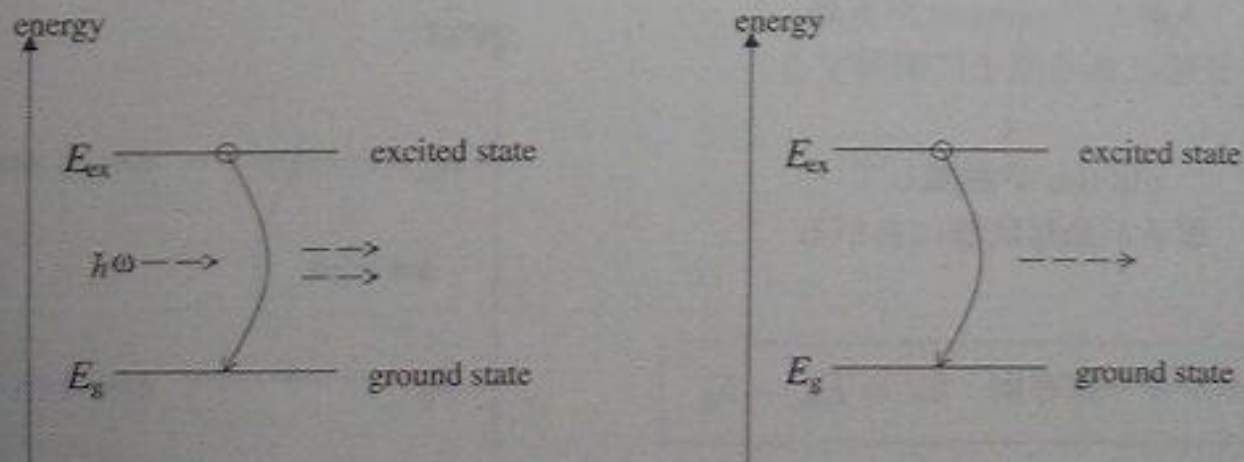 energy
E_ex excited state
ħω
E_g ground state
energy
E_ex excited state
E_g ground state